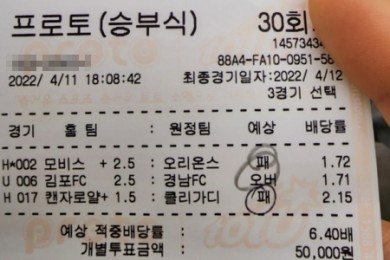 프로토(승부식) 30회
14573434
88A4-FA10-0951-58
2022/ 4/11 18:08:42 최종경기일자:2022/ 4/12
3경기 선택
경기 홈 팀 : 원정팀 예상 배당률
H*002 모비스 + 2.5 : 오리온스 패 1.72
U 006 김포FC 2.5 : 경남FC 오버 1.71
H 017 캔자로얄+ 1.5 : 클리가디 패 2.15
예상 적중배당률 : 6.40배
개별투표금액 : 50,000원